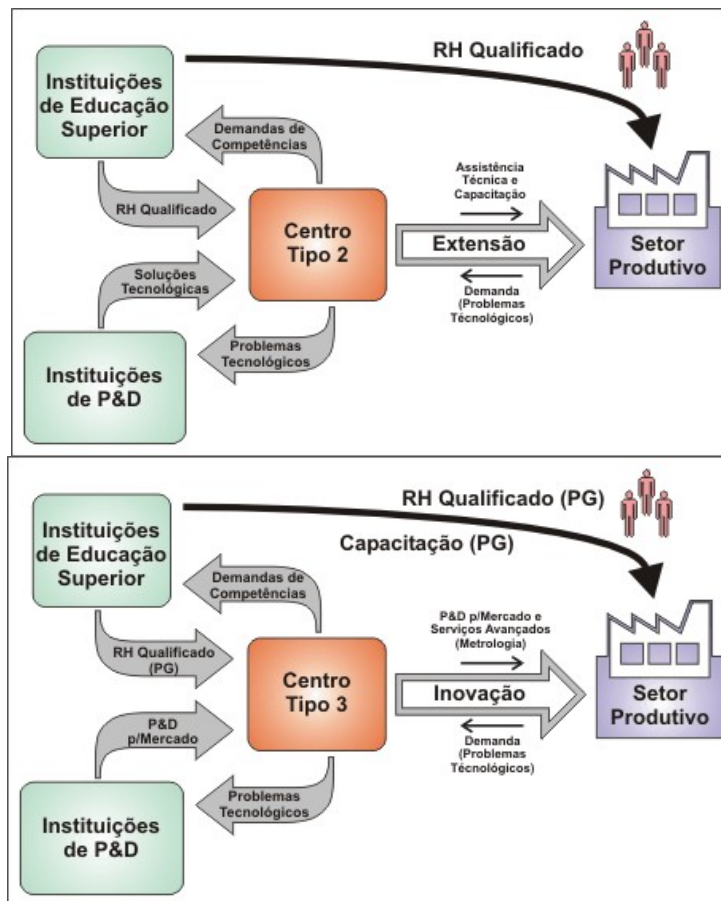 RH Qualificado
Instituições
de Educação
Superior
Demandas de
Competências
RH Qualificado
Assistência
Técnica e
Capacitação
Centro
Tipo 2
Extensão
Setor
Produtivo
Soluções
Tecnológicas
Demanda
(Problemas
Técnológicos)
Problemas
Tecnológicos
Instituições
de P&D
RH Qualificado (PG)
Capacitação (PG)
Instituições
de Educação
Superior
Demandas de
Competências
RH Qualificado
(PG)
P&D p/Mercado e
Serviços Avançados
(Metrologia)
Centro
Tipo 3
Inovação
Setor
Produtivo
P&D
p/Mercado
Demanda
(Problemas
Técnológicos)
Problemas
Tecnológicos
Instituições
de P&D